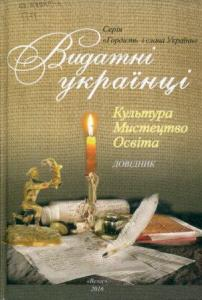 Серія
«Гордість і слава України»
Видатні
українці
Культура
Мистецтво
Освіта
ДОВІДНИК
2016